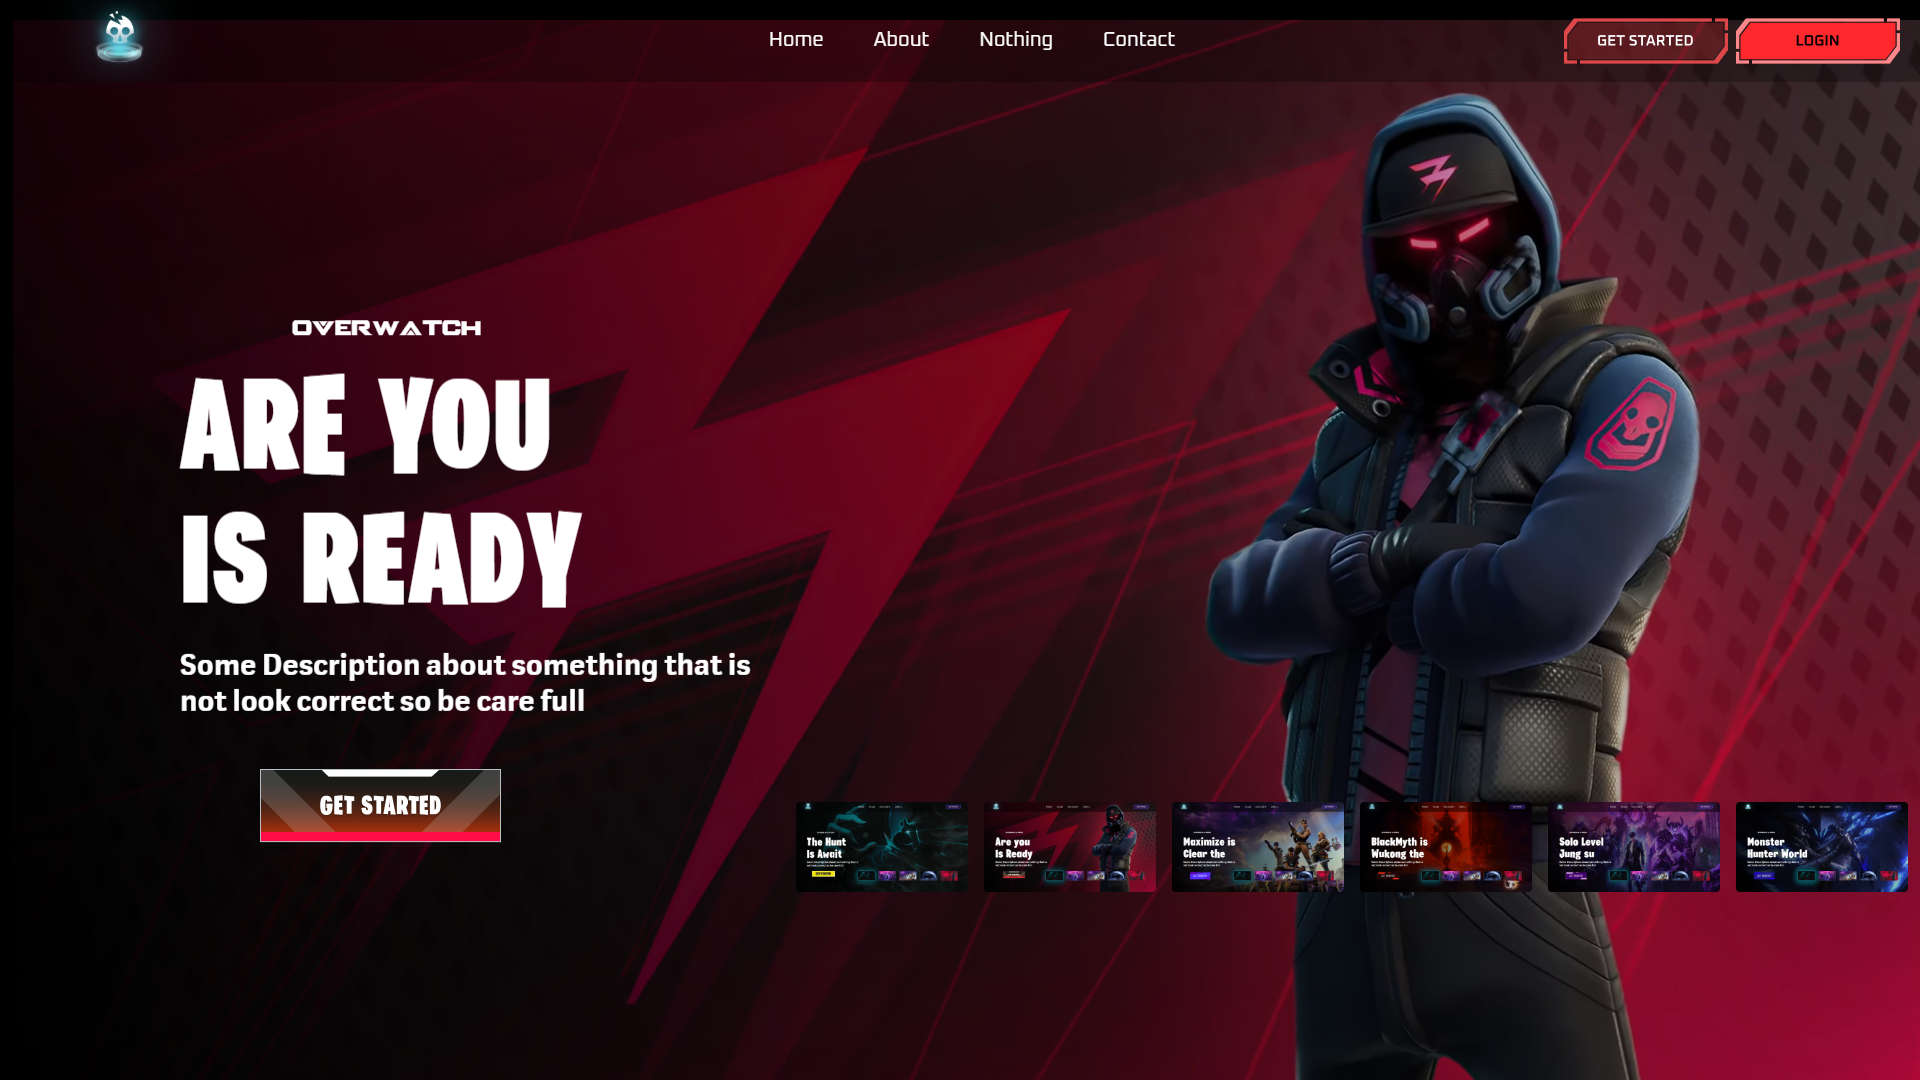 Home
About
Nothing
Contact
GET STARTED
LOGIN
OVERWATCH
ARE YOU
IS READY
Some Description about something that is
not look correct so be care full
GET STARTED
The Hunt
Is Await
Are you
Is Ready
Maximize is
Clear the
BlackMyth is
Wukong the
Solo Level
Jang su
Monster
Hunter World